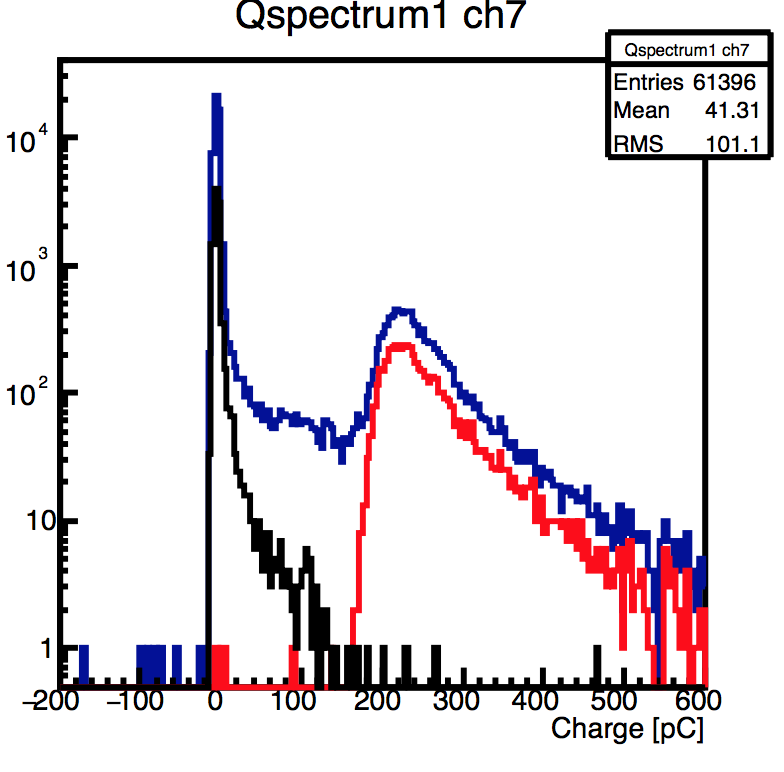 Qspectrum1 ch7
Qspectrum1 ch7
Entries 61396
Mean 41.31
RMS 101.1
10^4
10^3
10^2
10
1
−200 −100 0 100 200 300 400 500 600
Charge [pC]